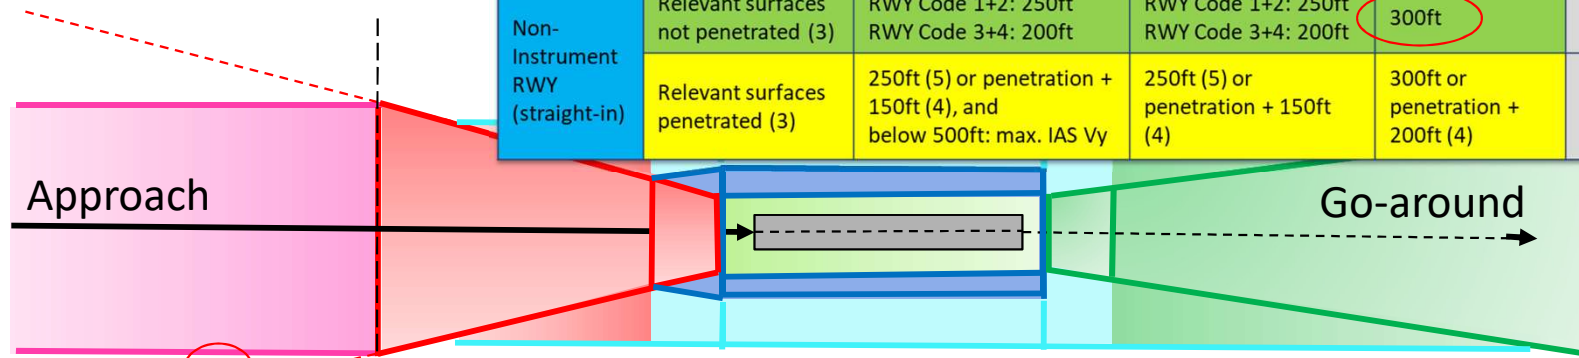 Non-
Instrument
RWY
(straight-in)
Relevant surfaces
not penetrated (3)
RWY Code 1+2: 250ft
RWY Code 3+4: 200ft
RWY Code 1+2: 250ft
RWY Code 3+4: 200ft
300ft
Relevant surfaces
penetrated (3)
250ft (5) or penetration +
150ft (4), and
below 500ft: max. IAS Vy
250ft (5) or
penetration + 150ft
(4)
300ft or
penetration +
200ft (4)
Approach
Go-around